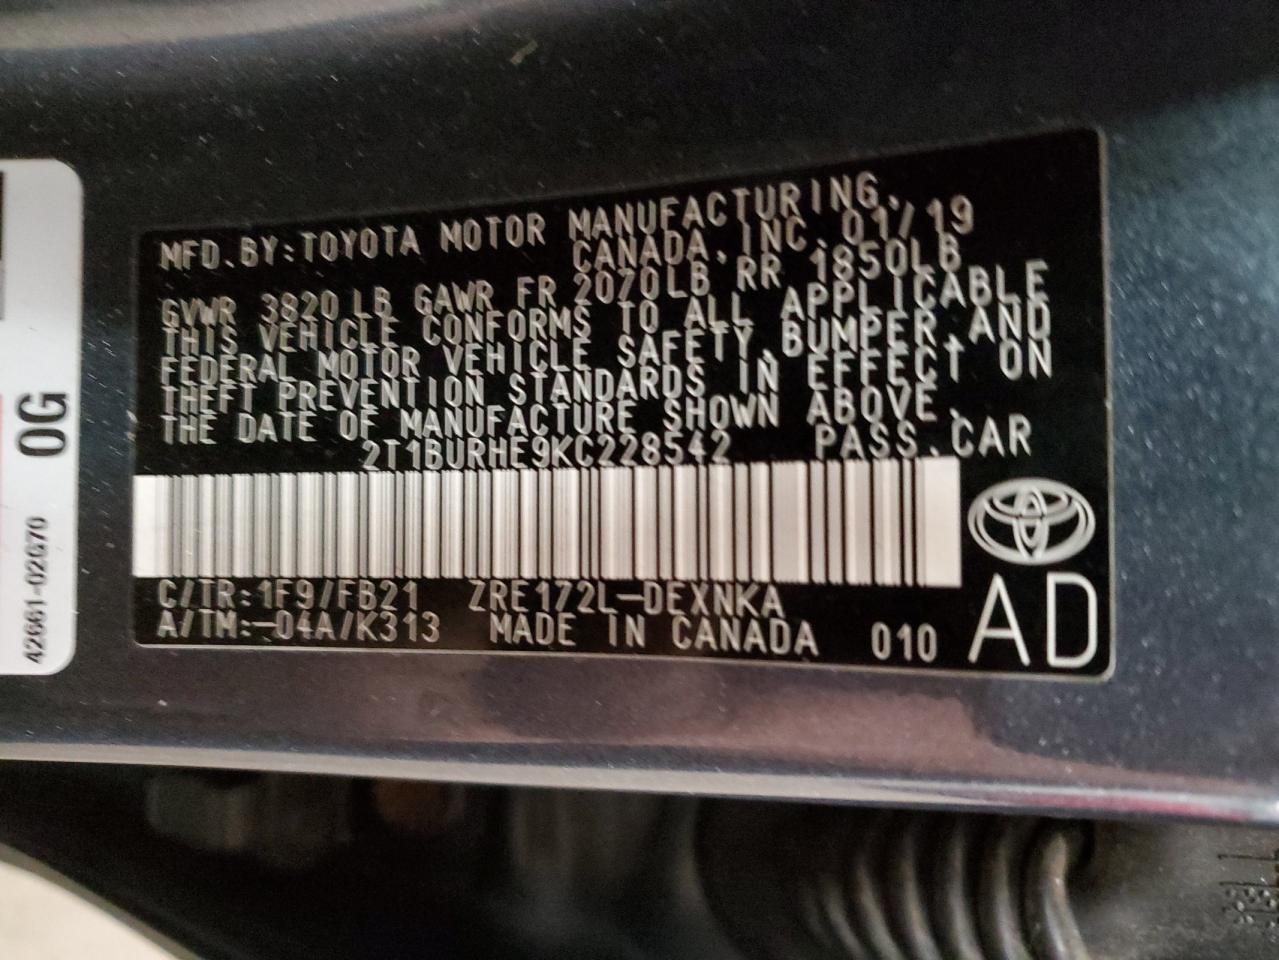 MFD.BY:TOYOTA MOTOR MANUFACTURING,
CANADA,INC. 01/19
GVWR 3820 LB GAWR FR 2070LB RR 1850LB
THIS VEHICLE CONFORMS TO ALL APPLICABLE
FEDERAL MOTOR VEHICLE SAFETY,BUMPER,AND
THEFT PREVENTION STANDARDS IN EFFECT ON
THE DATE OF MANUFACTURE SHOWN ABOVE.
2T1BURHE9KC228542 PASS.CAR
C/TR:1F9/FB21 ZRE172L-DEXNKA
A/TM:-04A/K313 MADE IN CANADA 010
AD
0G
42661-02G70